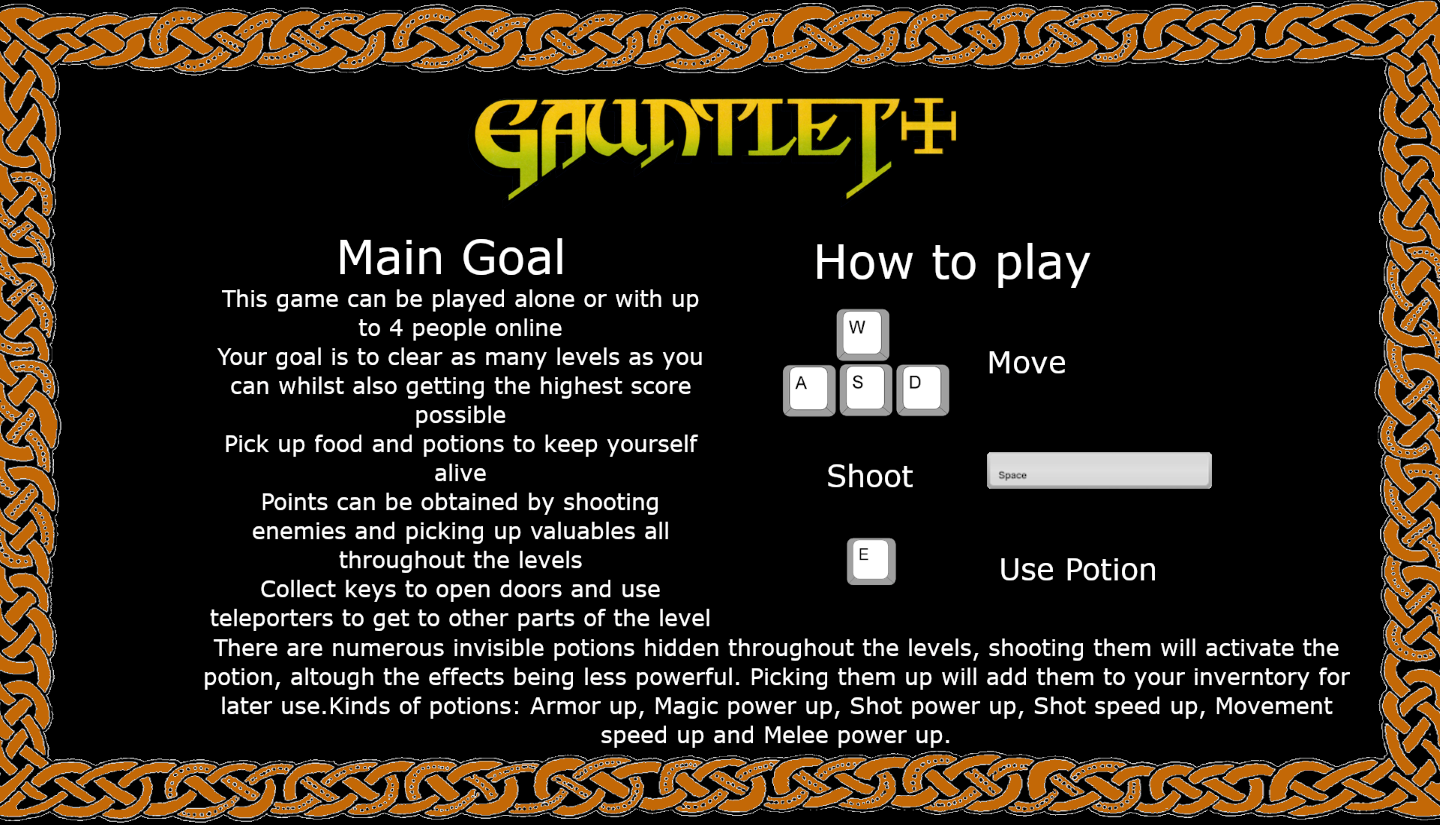 GAUNTLET
Main Goal
This game can be played alone or with up
to 4 people online
Your goal is to clear as many levels as you
can whilst also getting the highest score
possible
Pick up food and potions to keep yourself
alive
Points can be obtained by shooting
enemies and picking up valuables all
throughout the levels
Collect keys to open doors and use
teleporters to get to other parts of the level
How to play
W
A S D
Move
Shoot
Space
E
Use Potion
There are numerous invisible potions hidden throughout the levels, shooting them will activate the
potion, altough the effects being less powerful. Picking them up will add them to your inverntory for
later use.Kinds of potions: Armor up, Magic power up, Shot power up, Shot speed up, Movement
speed up and Melee power up.